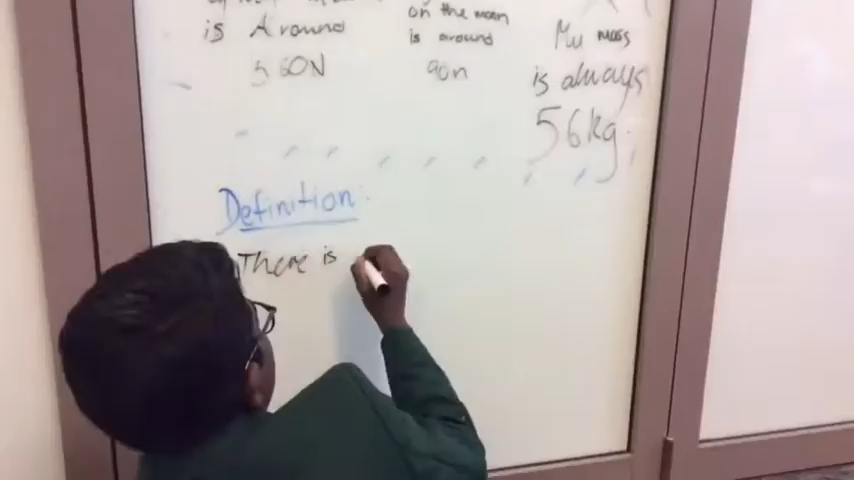 is Around
560N
on the moon
is around
90n
My mass
is always
56kg.
Definition:
There is